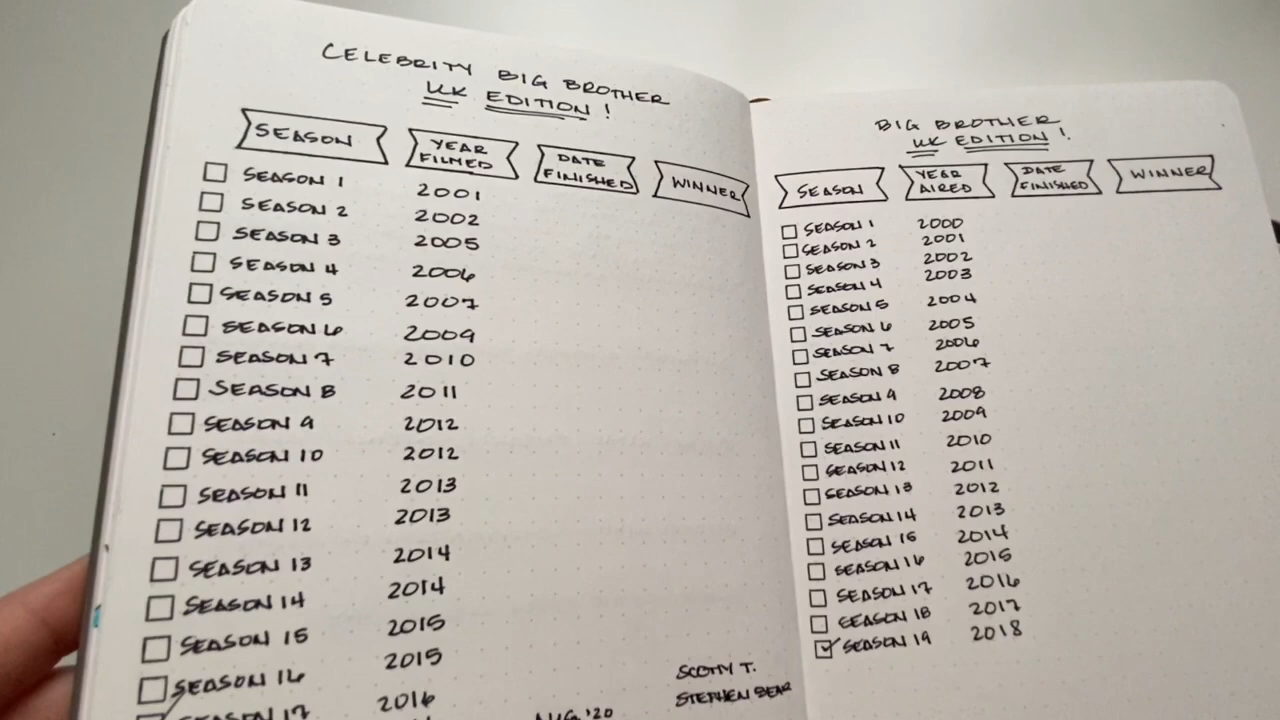 CELEBRITY BIG BROTHER
UK EDITION!
SEASON YEAR FILMED DATE FINISHED WINNER
SEASON 1 2001
SEASON 2 2002
SEASON 3 2005
SEASON 4 2006
SEASON 5 2007
SEASON 6 2009
SEASON 7 2010
SEASON 8 2011
SEASON 9 2012
SEASON 10 2012
SEASON 11 2013
SEASON 12 2013
SEASON 13 2014
SEASON 14 2014
SEASON 15 2015
SEASON 16 2015
SEASON 17 2016 SCOTTY T.
AUG '20 STEPHEN BEAR
BIG BROTHER
UK EDITION!
SEASON YEAR AIRED DATE FINISHED WINNER
SEASON 1 2000
SEASON 2 2001
SEASON 3 2002
SEASON 4 2003
SEASON 5 2004
SEASON 6 2005
SEASON 7 2006
SEASON 8 2007
SEASON 9 2008
SEASON 10 2009
SEASON 11 2010
SEASON 12 2011
SEASON 13 2012
SEASON 14 2013
SEASON 15 2014
SEASON 16 2015
SEASON 17 2016
SEASON 18 2017
SEASON 19 2018